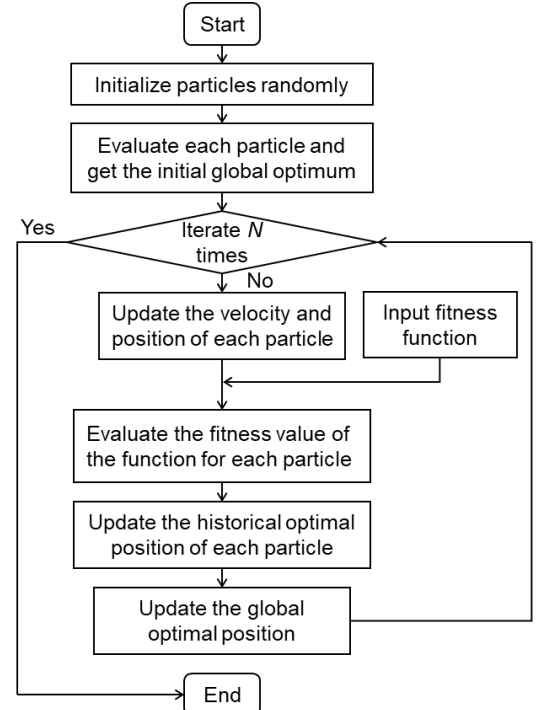 Start
Initialize particles randomly
Evaluate each particle and
get the initial global optimum
Yes
Iterate N
times
No
Update the velocity and
position of each particle
Input fitness
function
Evaluate the fitness value of
the function for each particle
Update the historical optimal
position of each particle
Update the global
optimal position
End